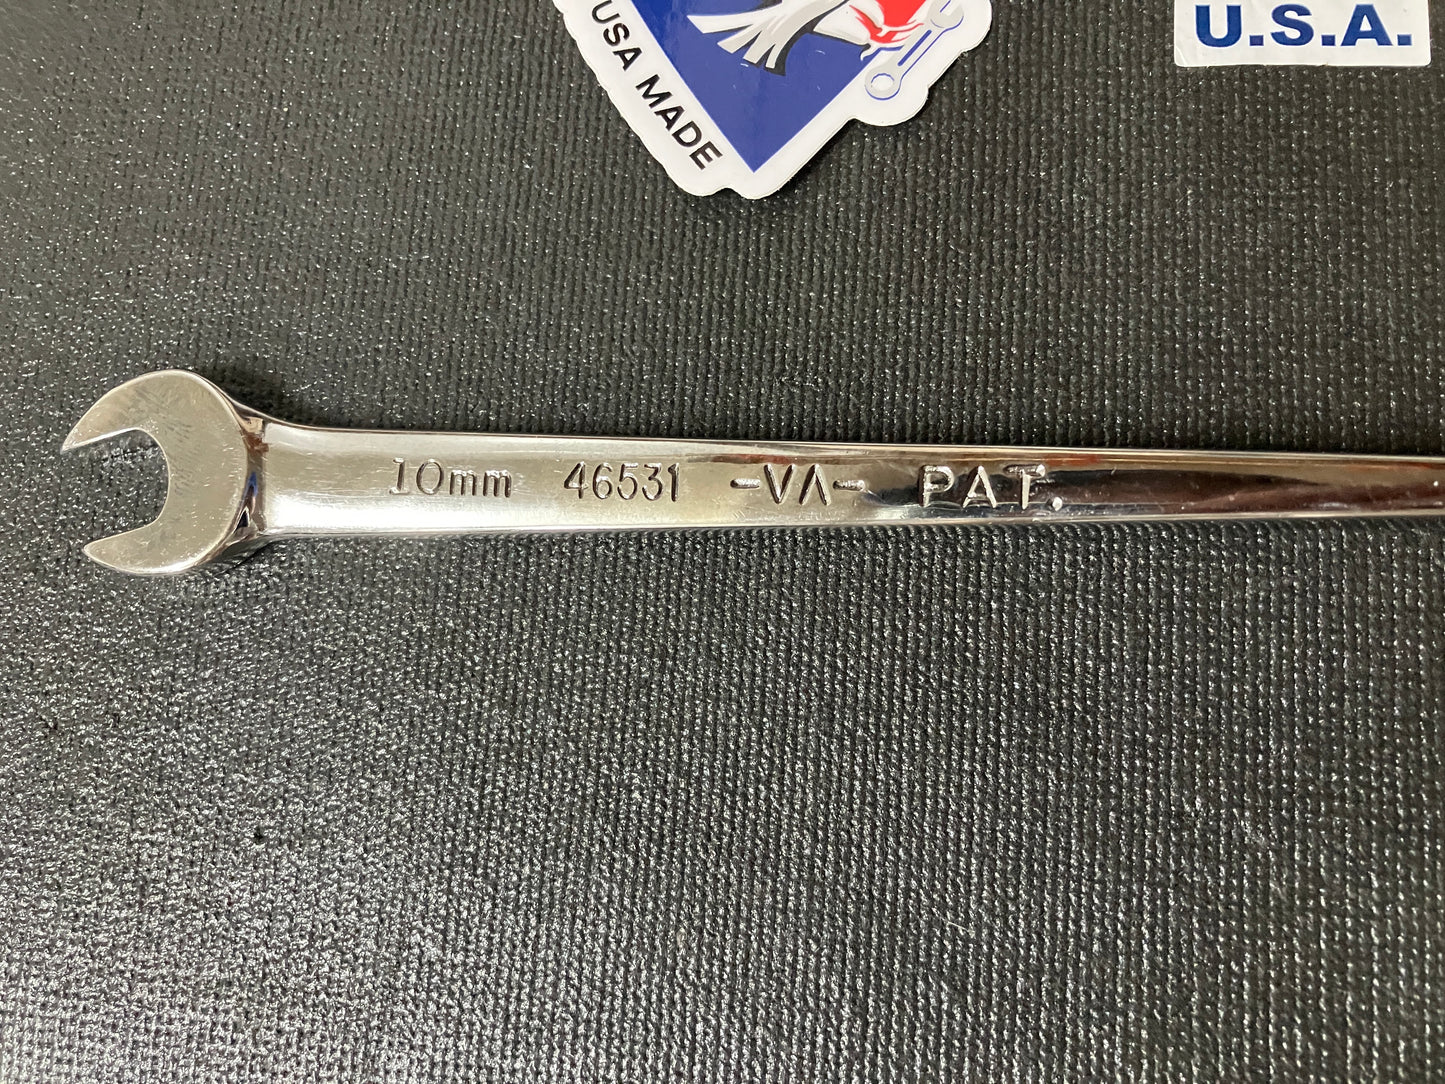 USA MADE
U.S.A.
10mm 46531 -VA- PAT.